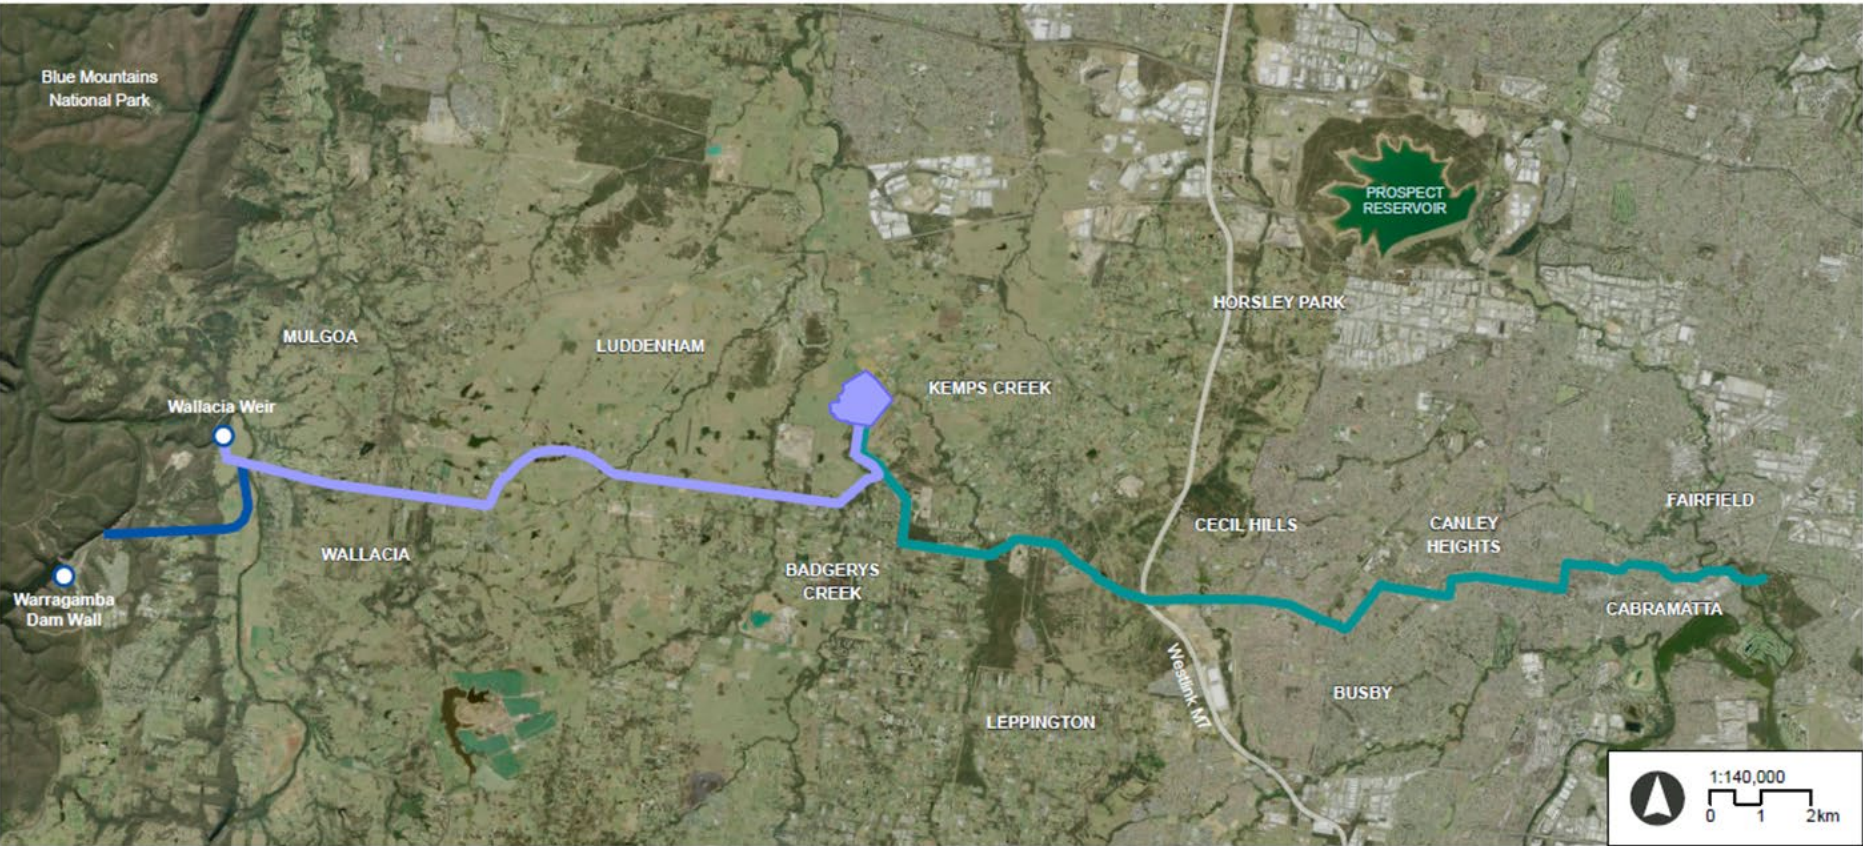 Blue Mountains
National Park
PROSPECT
RESERVOIR
HORSLEY PARK
MULGOA
LUDDENHAM
KEMPS CREEK
Wallacia Weir
FAIRFIELD
CECIL HILLS
CANLEY
HEIGHTS
WALLACIA
BADGERYS
CREEK
Warragamba
Dam Wall
CABRAMATTA
Westlink M7
BUSBY
LEPPINGTON
1:140,000
0 1 2km